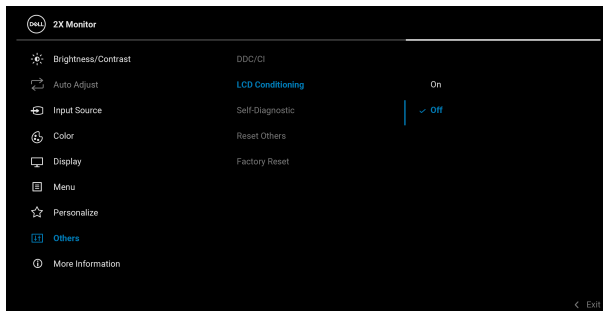 DELL 2X Monitor
Brightness/Contrast
Auto Adjust
Input Source
Color
Display
Menu
Personalize
Others
More Information
DDC/CI
LCD Conditioning
Self-Diagnostic
Reset Others
Factory Reset
On
Off
Exit